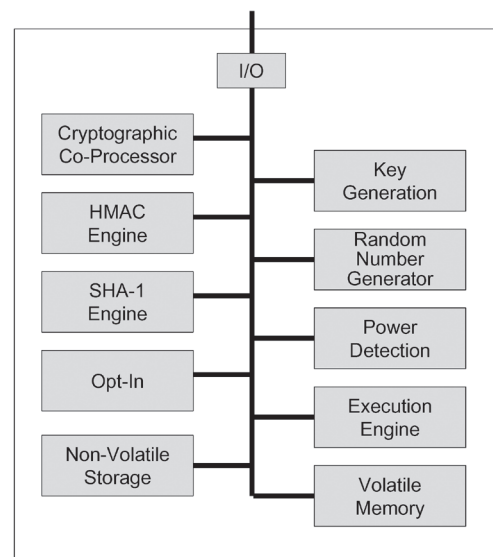 I/O
Cryptographic
Co-Processor
HMAC
Engine
SHA-1
Engine
Opt-In
Non-Volatile
Storage
Key
Generation
Random
Number
Generator
Power
Detection
Execution
Engine
Volatile
Memory